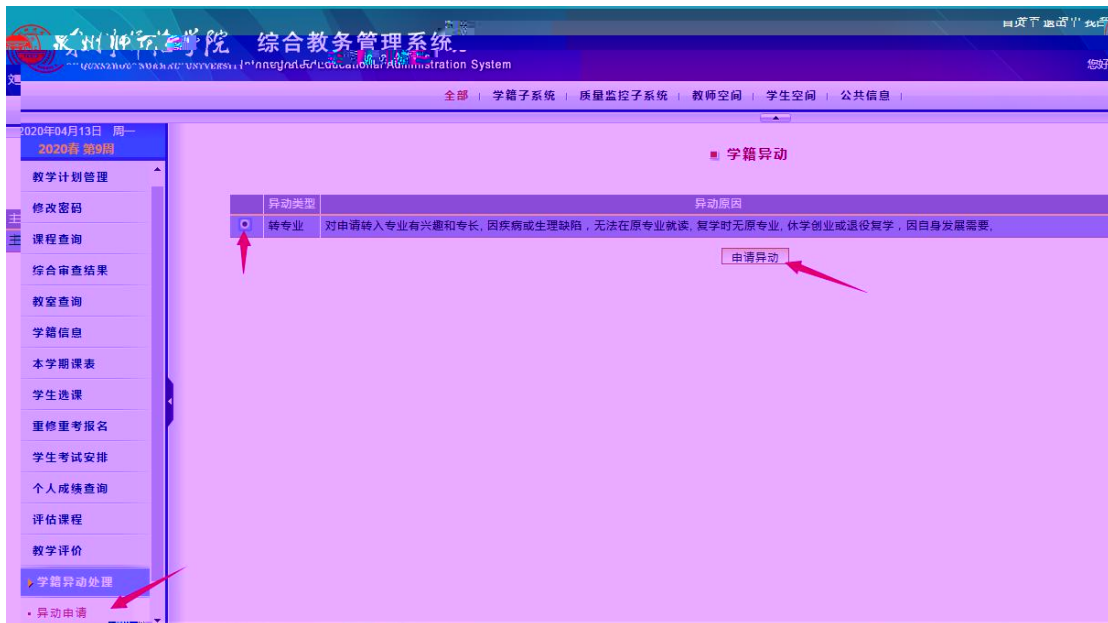 综合教务管理系统
ministration System
您好
全部 | 学籍子系统 | 质量监控子系统 | 教师空间 | 学生空间 | 公共信息 |
2020年04月13日 周一
2020春 第9周
学籍异动
教学计划管理
修改密码
异动类型 异动原因
转专业 对申请转入专业有兴趣和专长, 因疾病或生理缺陷，无法在原专业就读, 复学时无原专业, 休学创业或退役复学，因自身发展需要,
课程查询
申请异动
综合审查结果
教室查询
学籍信息
本学期课表
学生选课
重修重考报名
学生考试安排
个人成绩查询
评估课程
教学评价
学籍异动处理
异动申请